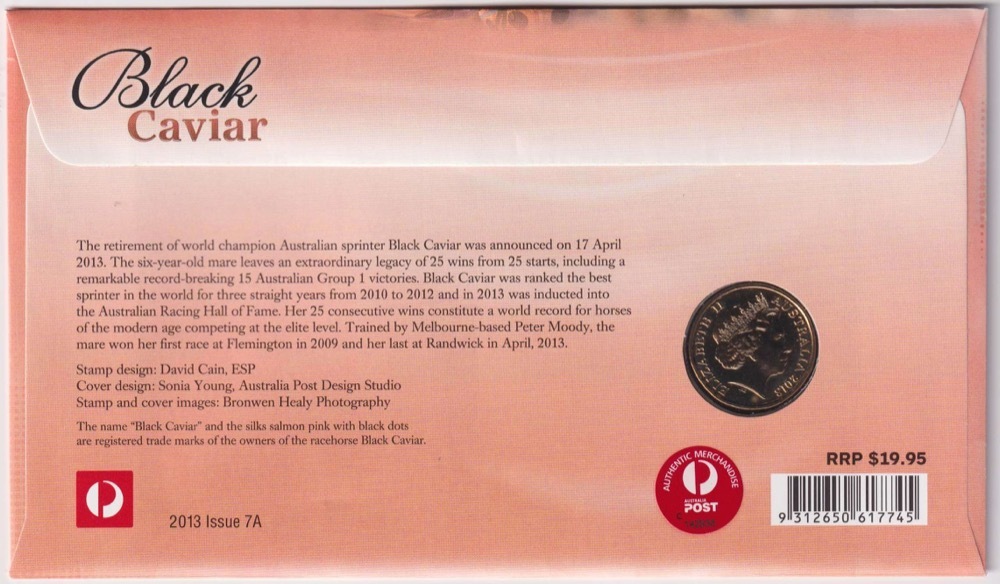 Black
Caviar
The retirement of world champion Australian sprinter Black Caviar was announced on 17 April
2013. The six-year-old mare leaves an extraordinary legacy of 25 wins from 25 starts, including a
remarkable record-breaking 15 Australian Group 1 victories. Black Caviar was ranked the best
sprinter in the world for three straight years from 2010 to 2012 and in 2013 was inducted into
the Australian Racing Hall of Fame. Her 25 consecutive wins constitute a world record for horses
of the modern age competing at the elite level. Trained by Melbourne-based Peter Moody, the
mare won her first race at Flemington in 2009 and her last at Randwick in April, 2013.
Stamp design: David Cain, ESP
Cover design: Sonia Young, Australia Post Design Studio
Stamp and cover images: Bronwen Healy Photography
The name “Black Caviar” and the silks salmon pink with black dots
are registered trade marks of the owners of the racehorse Black Caviar.
2013 Issue 7A
ELIZABETH II
AUSTRALIA 2013
AUTHENTIC MERCHANDISE
AUSTRALIA
POST
RRP $19.95
9 312650 617745